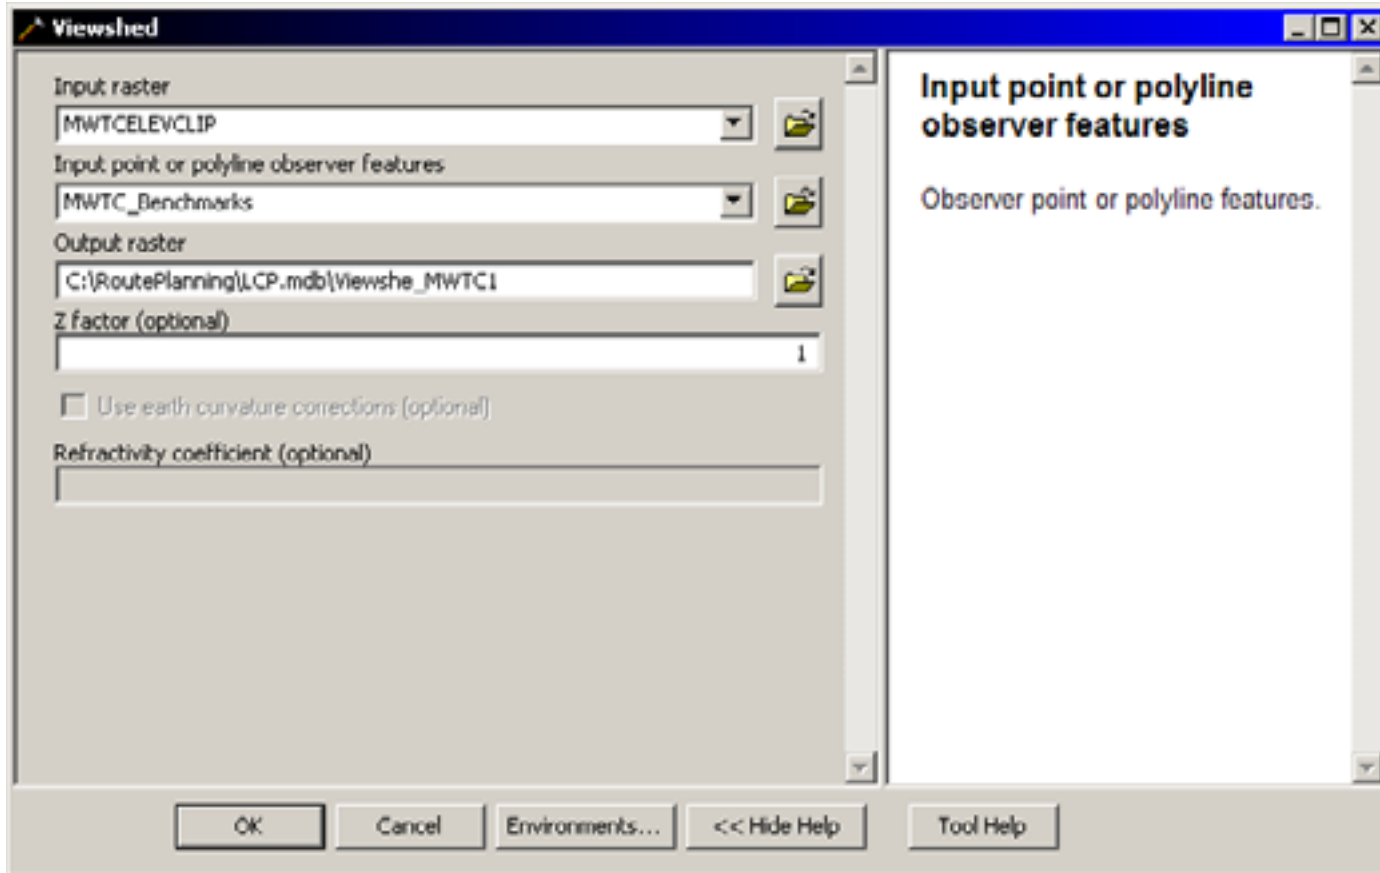 Viewshed
Input raster
MWTCELEVCLIP
Input point or polyline observer features
MWTC_Benchmarks
Output raster
C:\RoutePlanning\LCP.mdb\Viewshe_MWTC1
Z factor (optional)
1
Use earth curvature corrections (optional)
Refractivity coefficient (optional)
Input point or polyline
observer features
Observer point or polyline features.
OK
Cancel
Environments...
<< Hide Help
Tool Help